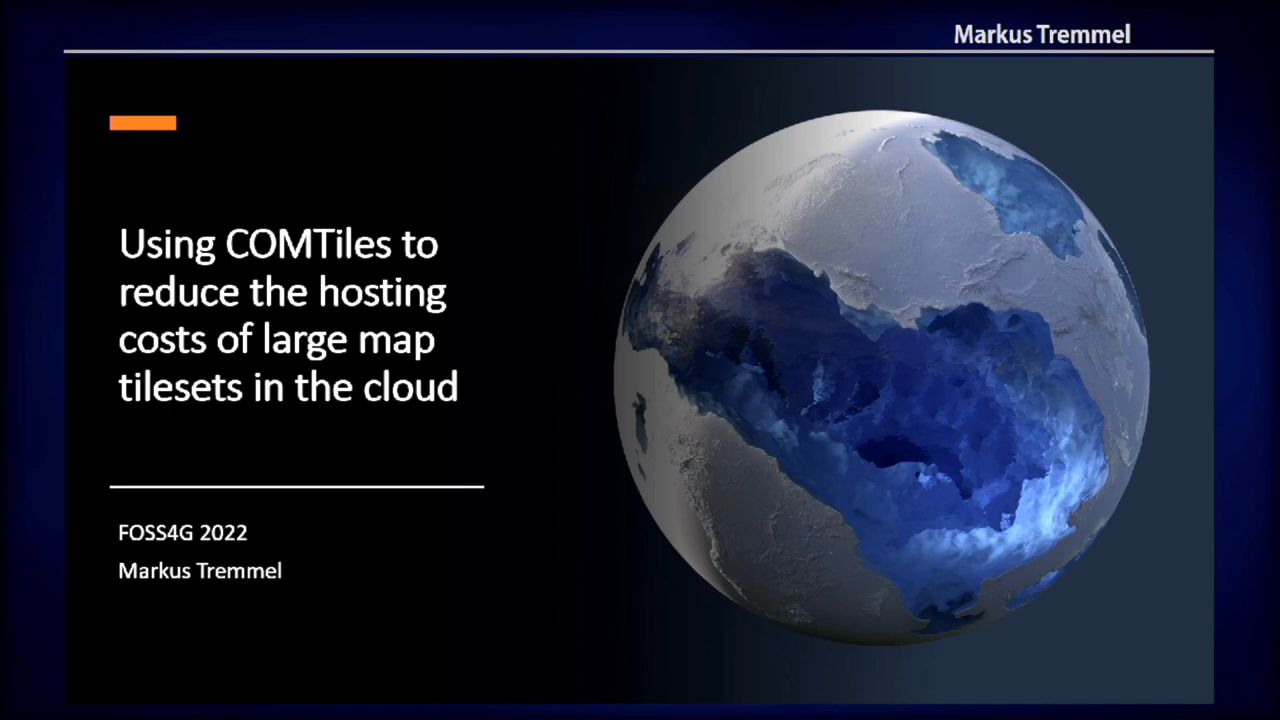 Markus Tremmel
Using COMTiles to
reduce the hosting
costs of large map
tilesets in the cloud
FOSS4G 2022
Markus Tremmel